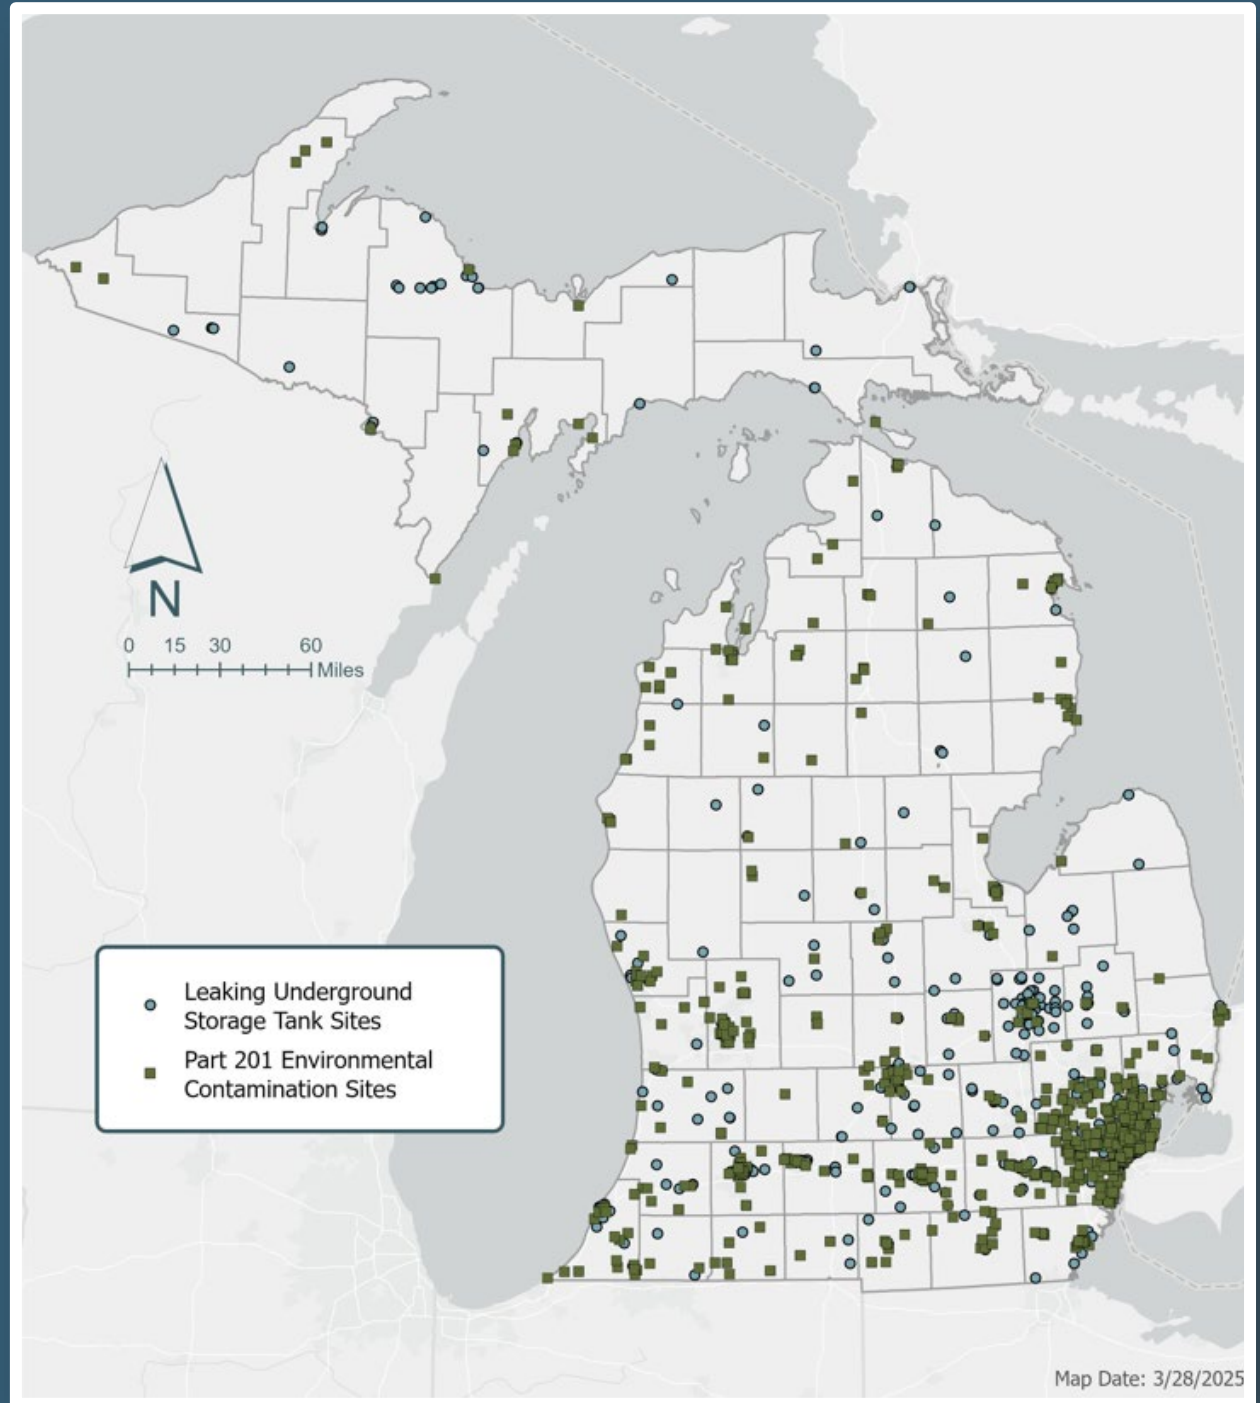 N
0 15 30 60
Miles
Leaking Underground
Storage Tank Sites
Part 201 Environmental
Contamination Sites
Map Date: 3/28/2025